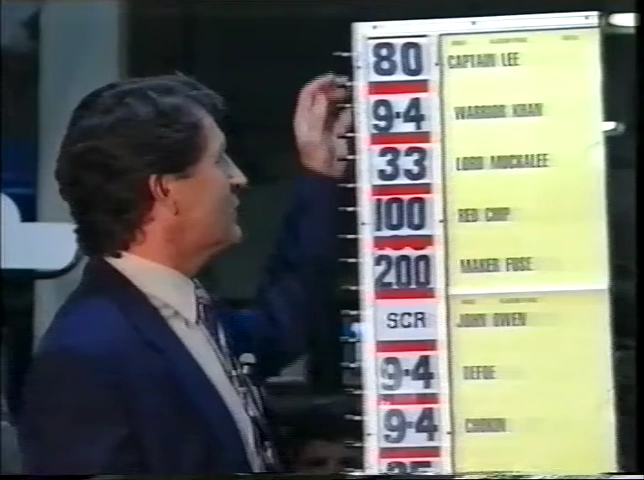 80 CAPTAIN LEE
9-4 WARRIOR KHAN
33 LORD MUCKALEE
100 RED CHIP
200 MAKER FUSE
SCR JOHN OWEN
9-4 DEFOE
9-4